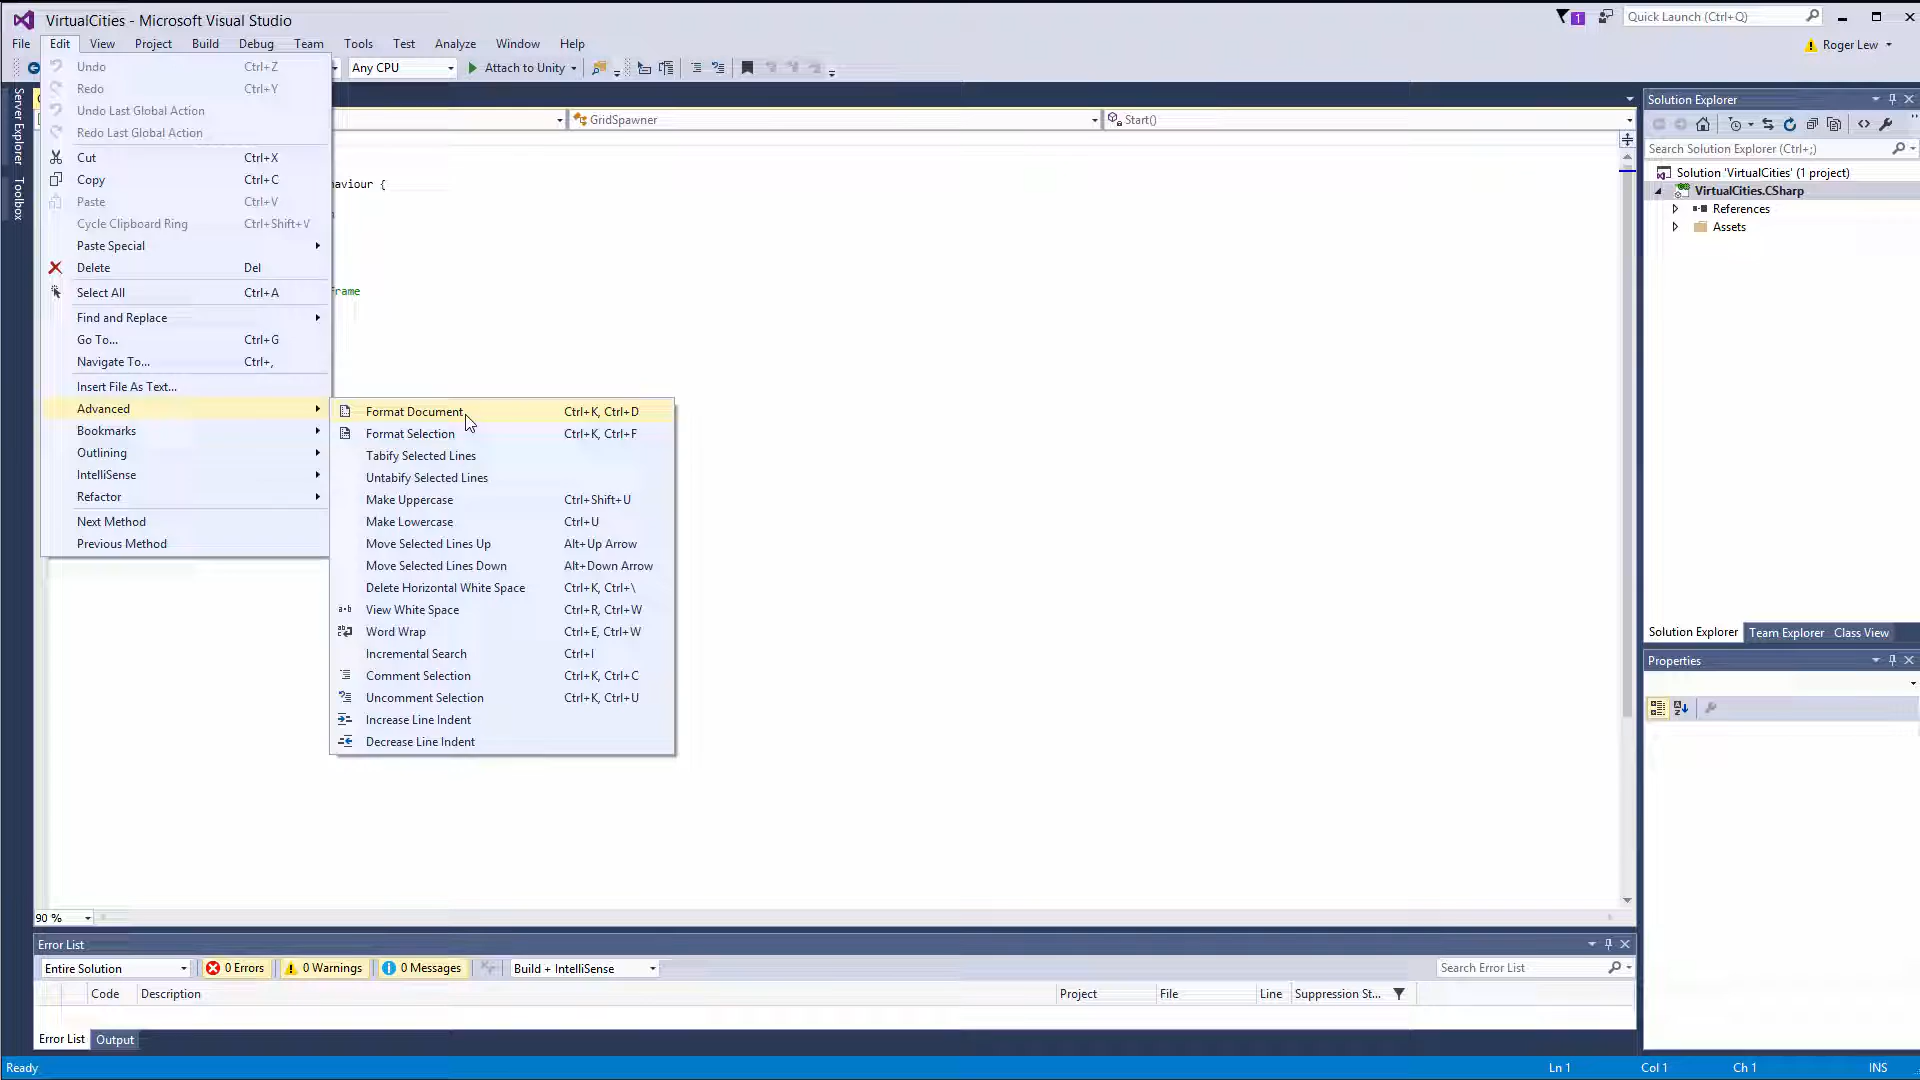 VirtualCities - Microsoft Visual Studio
1
Quick Launch (Ctrl+Q)
File Edit View Project Build Debug Team Tools Test Analyze Window Help
Roger Lew
Any CPU
Attach to Unity
Server Explorer
Toolbox
Undo Ctrl+Z
Redo Ctrl+Y
Undo Last Global Action
Redo Last Global Action
Cut Ctrl+X
Copy Ctrl+C
Paste Ctrl+V
Cycle Clipboard Ring Ctrl+Shift+V
Paste Special
Delete Del
Select All Ctrl+A
Find and Replace
Go To... Ctrl+G
Navigate To... Ctrl+,
Insert File As Text...
Advanced
Bookmarks
Outlining
IntelliSense
Refactor
Next Method
Previous Method
Format Document Ctrl+K, Ctrl+D
Format Selection Ctrl+K, Ctrl+F
Tabify Selected Lines
Untabify Selected Lines
Make Uppercase Ctrl+Shift+U
Make Lowercase Ctrl+U
Move Selected Lines Up Alt+Up Arrow
Move Selected Lines Down Alt+Down Arrow
Delete Horizontal White Space Ctrl+K, Ctrl+\
View White Space Ctrl+R, Ctrl+W
Word Wrap Ctrl+E, Ctrl+W
Incremental Search Ctrl+I
Comment Selection Ctrl+K, Ctrl+C
Uncomment Selection Ctrl+K, Ctrl+U
Increase Line Indent
Decrease Line Indent
GridSpawner
Start()
haviour {
frame
Solution Explorer
Search Solution Explorer (Ctrl+;)
Solution 'VirtualCities' (1 project)
VirtualCities.CSharp
References
Assets
Solution Explorer Team Explorer Class View
Properties
90 %
Error List
Entire Solution
0 Errors
0 Warnings
0 Messages
Build + IntelliSense
Search Error List
Code Description Project File Line Suppression St...
Error List Output
Ready Ln 1 Col 1 Ch 1 INS